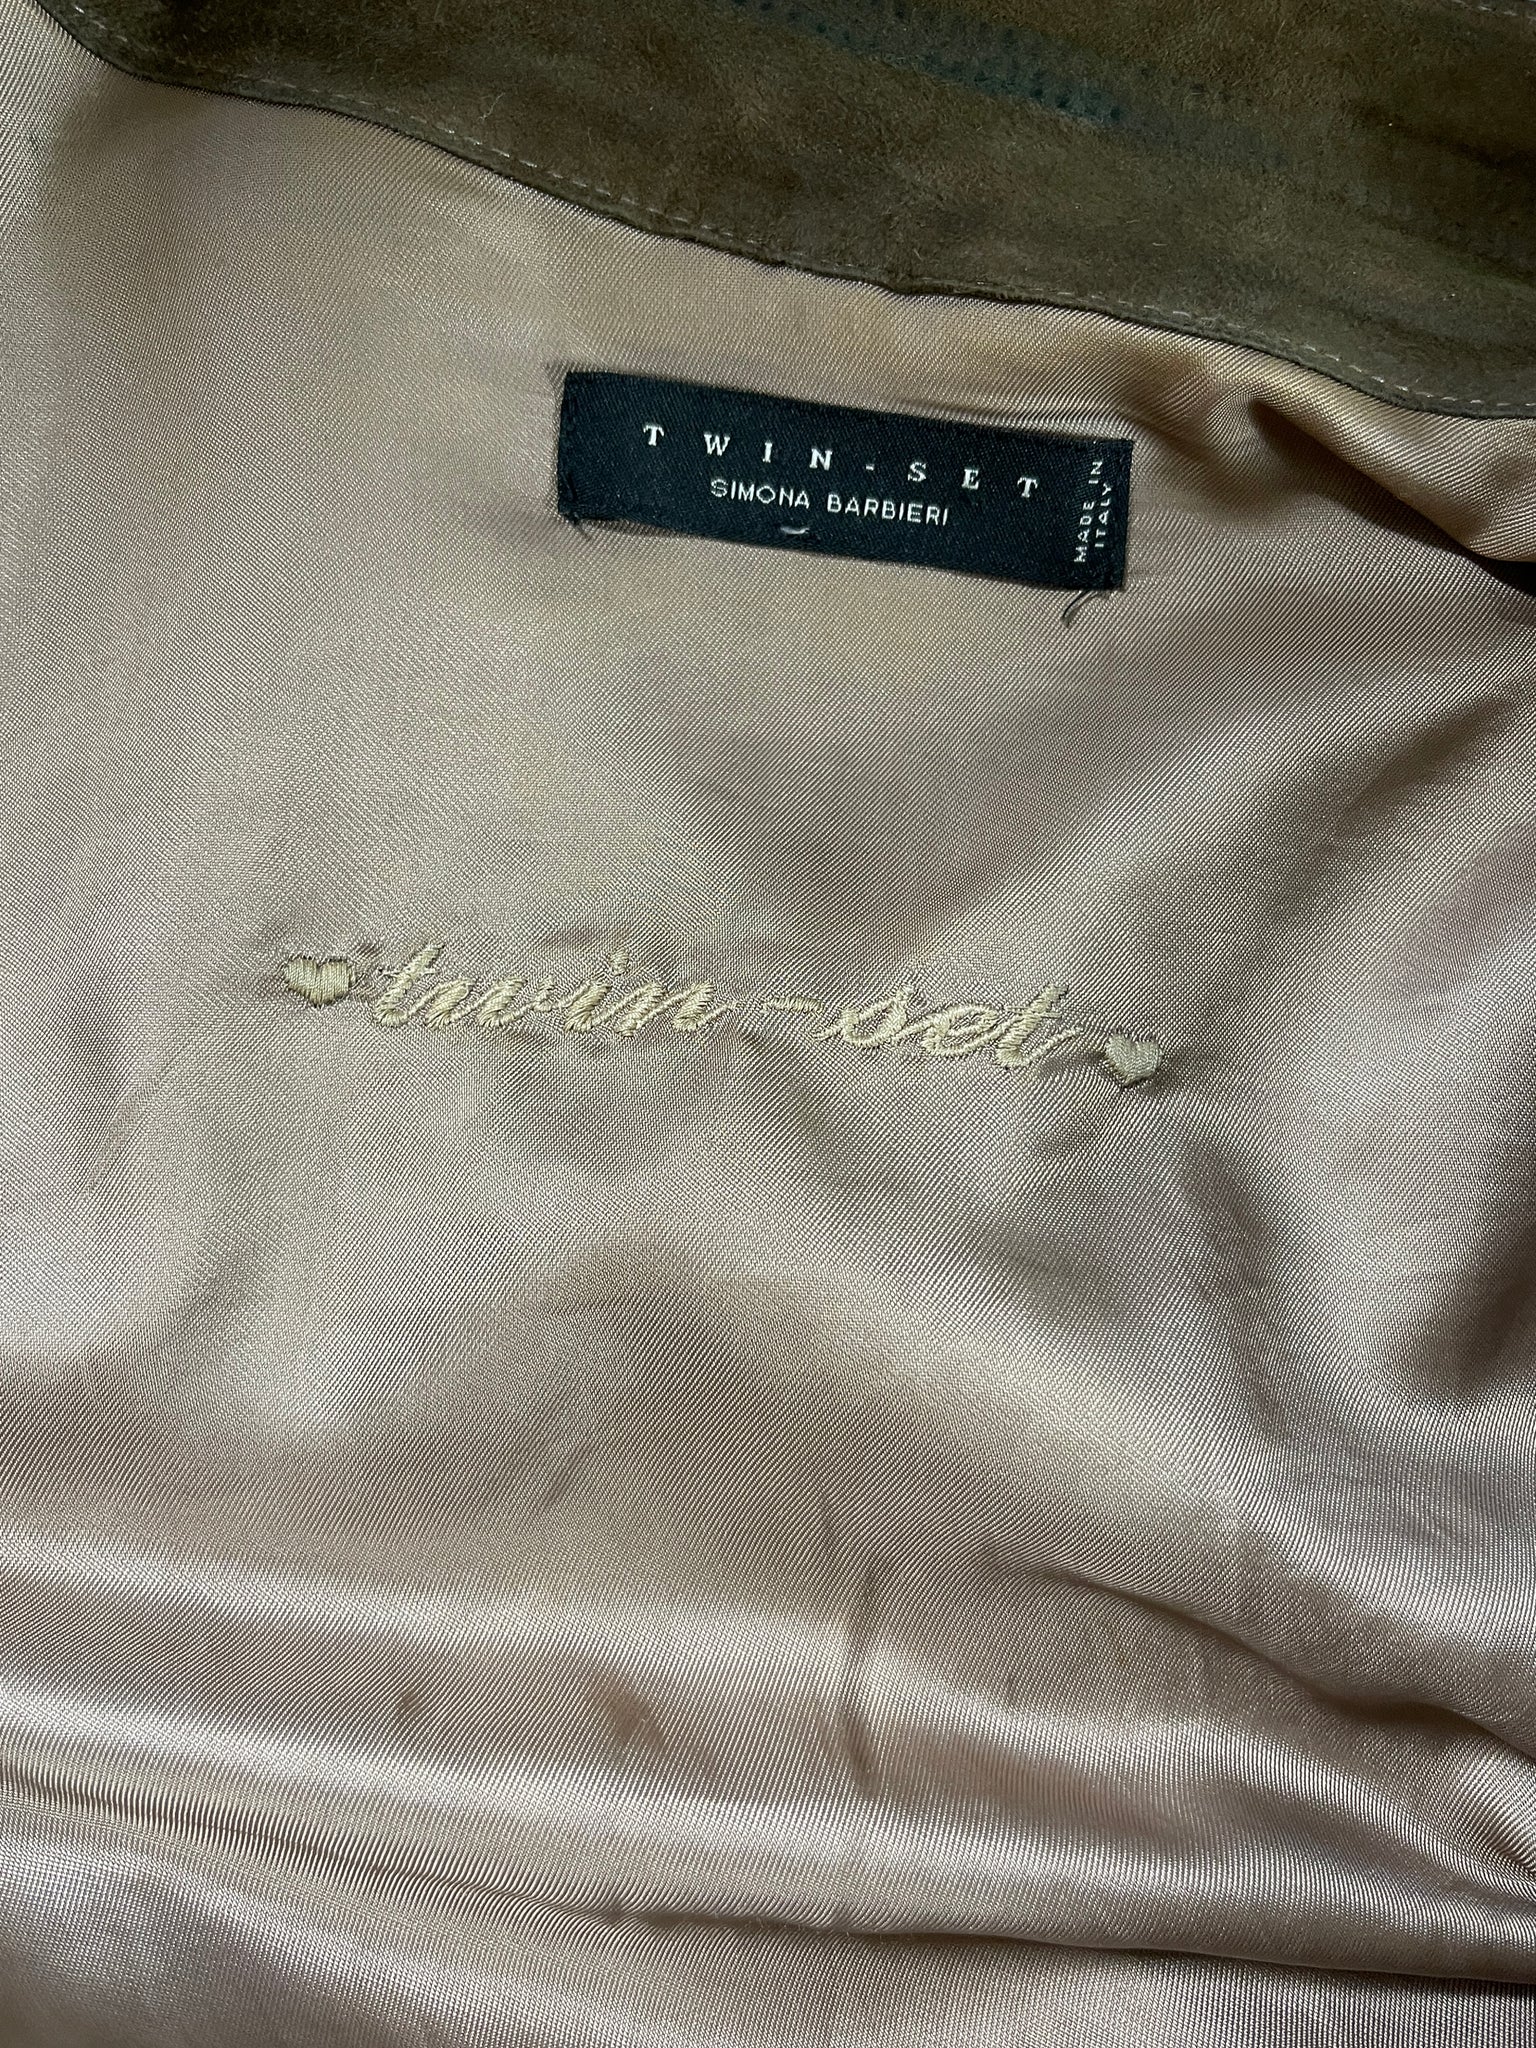 TWIN-SET
SIMONA BARBIERI
MADE IN
ITALY
twin-set